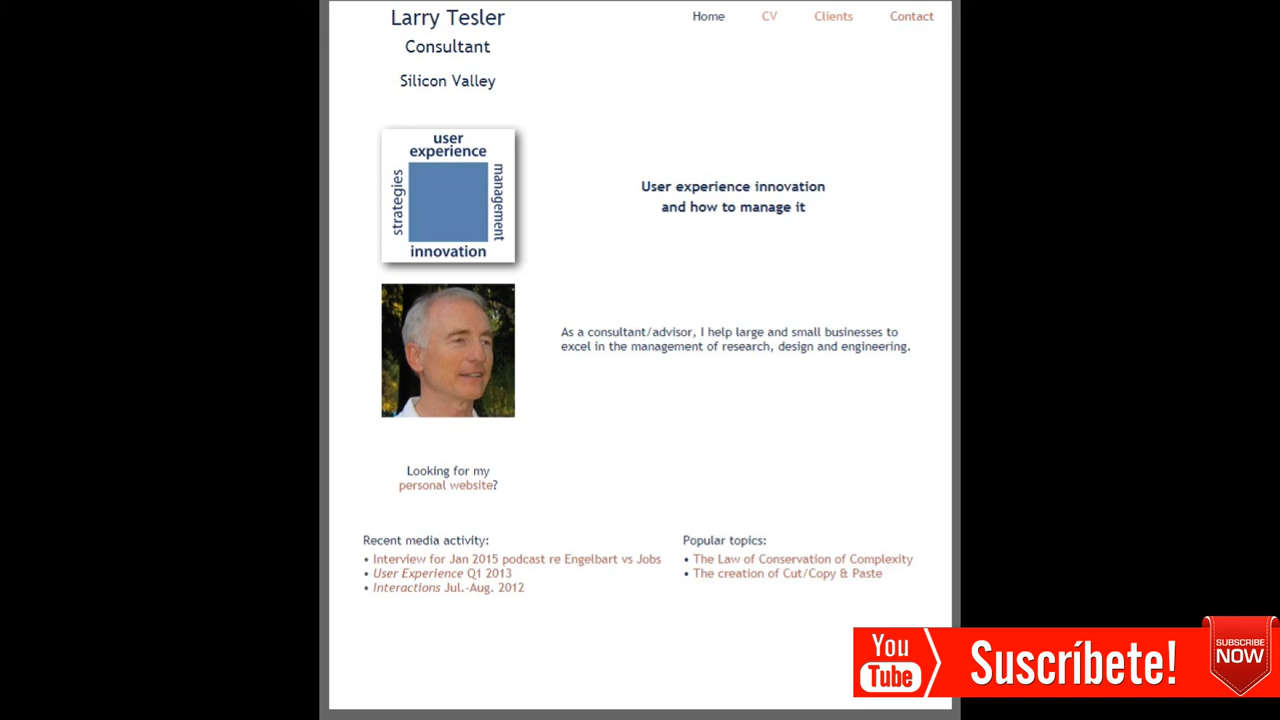 Larry Tesler
Consultant
Silicon Valley
Home CV Clients Contact
user
experience
strategies
management
innovation
User experience innovation
and how to manage it
As a consultant/advisor, I help large and small businesses to
excel in the management of research, design and engineering.
Looking for my
personal website?
Recent media activity:
• Interview for Jan 2015 podcast re Engelbart vs Jobs
• User Experience Q1 2013
• Interactions Jul.-Aug. 2012
Popular topics:
• The Law of Conservation of Complexity
• The creation of Cut/Copy & Paste
You
Tube
Suscríbete!
SUBSCRIBE
NOW